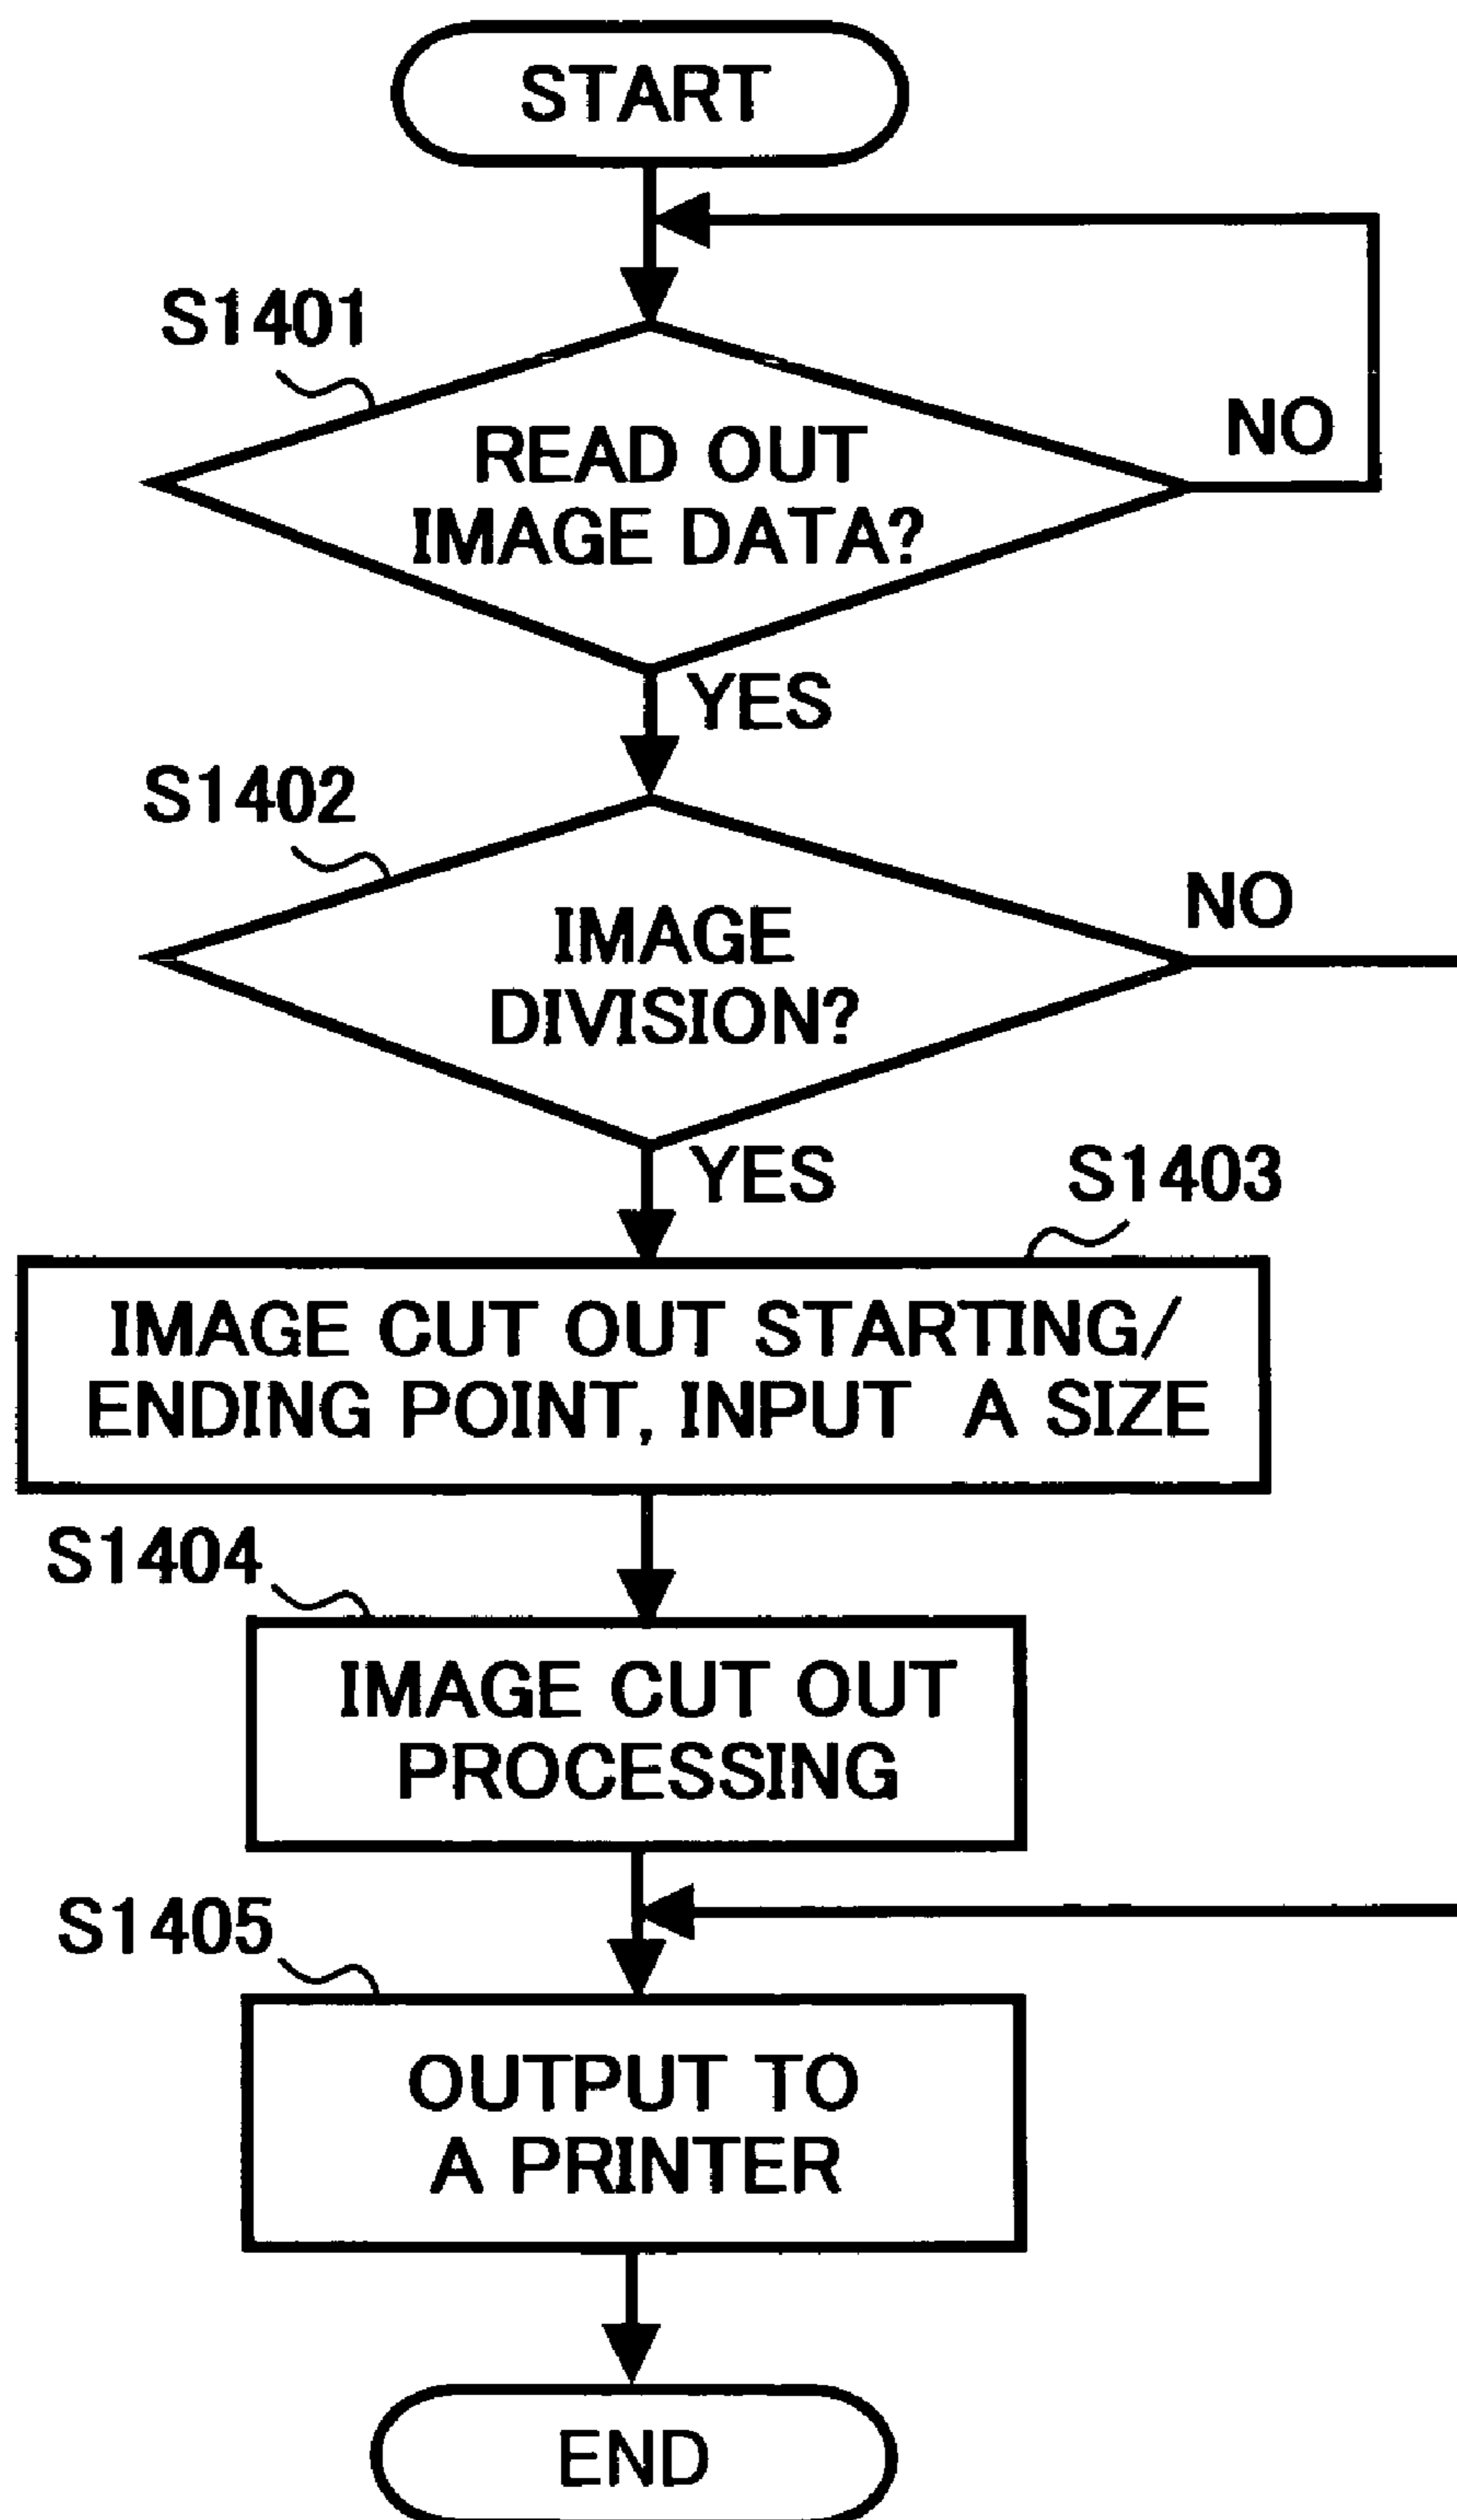 START
S1401
READ OUT
IMAGE DATA?
NO
YES
S1402
IMAGE
DIVISION?
NO
YES
S1403
IMAGE CUT OUT STARTING/
ENDING POINT, INPUT A SIZE
S1404
IMAGE CUT OUT
PROCESSING
S1405
OUTPUT TO
A PRINTER
END